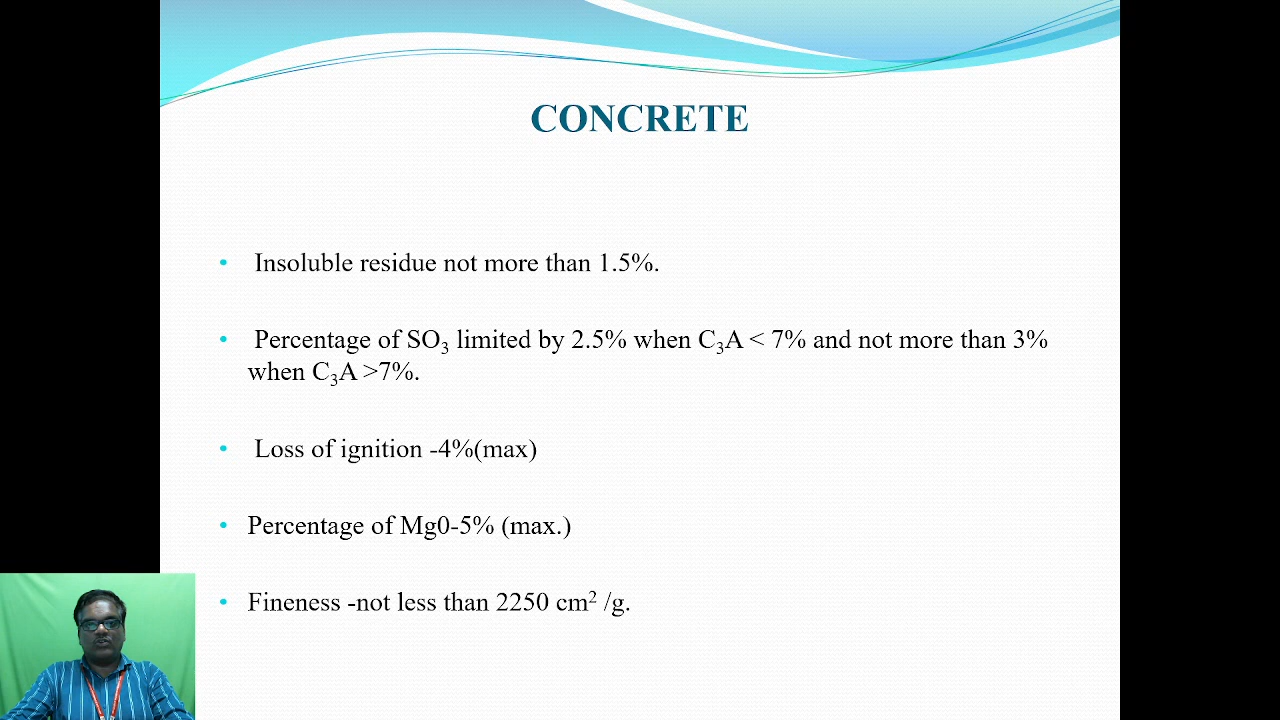 CONCRETE
• Insoluble residue not more than 1.5%.
• Percentage of SO₃ limited by 2.5% when C₃A < 7% and not more than 3%
when C₃A >7%.
• Loss of ignition -4%(max)
• Percentage of Mg0-5% (max.)
• Fineness -not less than 2250 cm² /g.